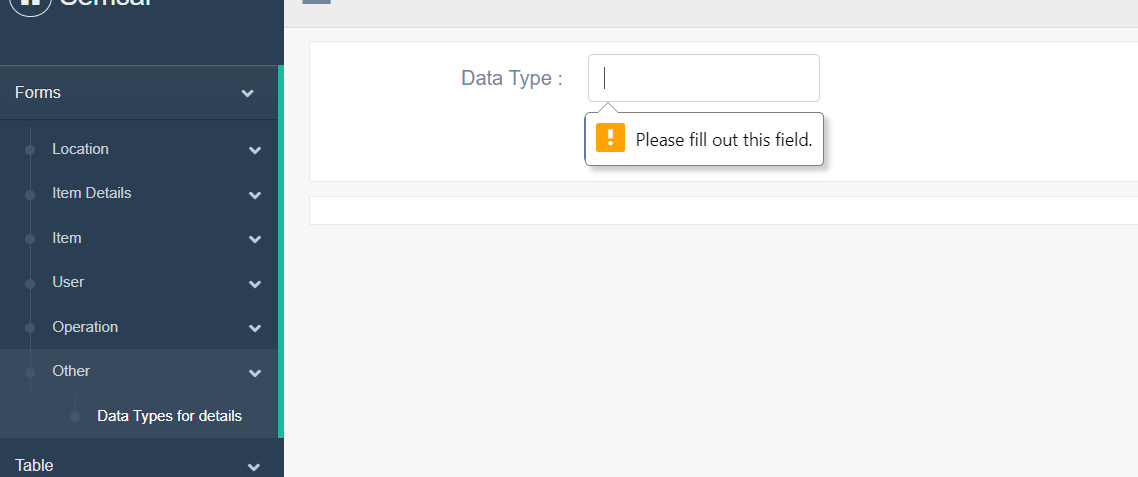 Forms
Location
Item Details
Item
User
Operation
Other
Data Types for details
Table
Data Type :
Please fill out this field.